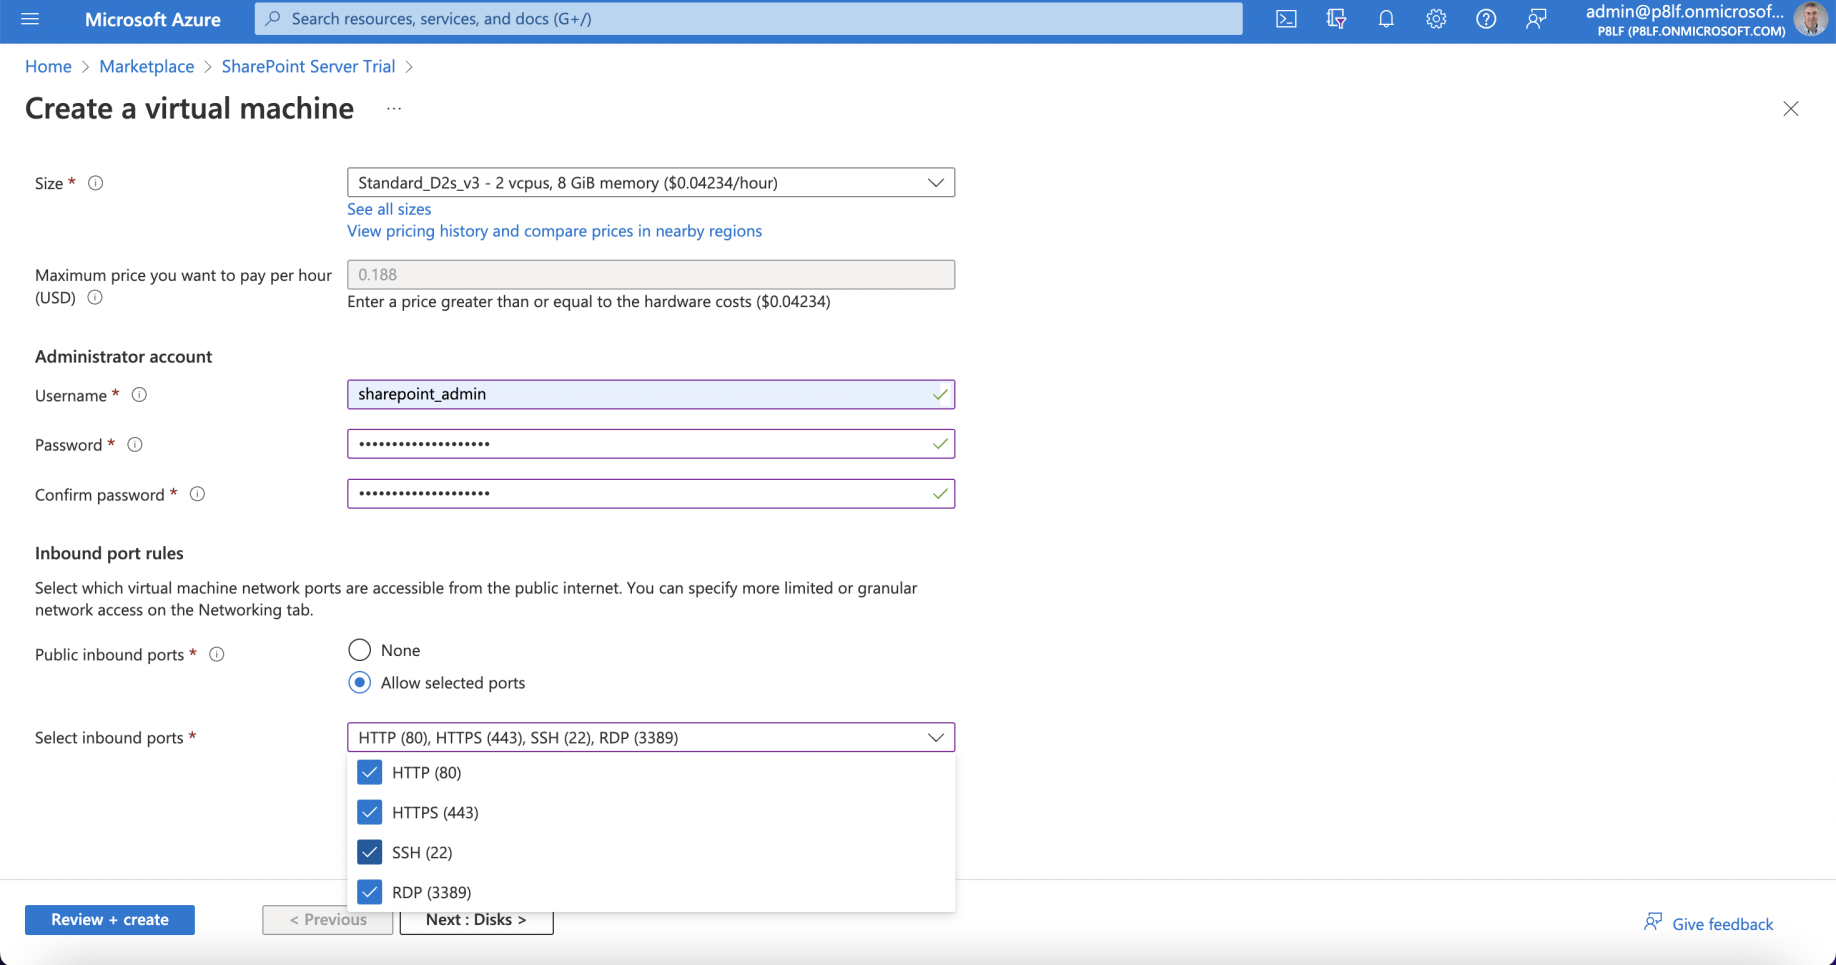 Microsoft Azure
Search resources, services, and docs (G+/)
admin@p8lf.onmicrosof...
P8LF (P8LF.ONMICROSOFT.COM)
Home > Marketplace > SharePoint Server Trial >
Create a virtual machine ...
Size *
Standard_D2s_v3 - 2 vcpus, 8 GiB memory ($0.04234/hour)
See all sizes
View pricing history and compare prices in nearby regions
Maximum price you want to pay per hour
(USD)
0.188
Enter a price greater than or equal to the hardware costs ($0.04234)
Administrator account
Username *
sharepoint_admin
Password *
••••••••••••••••••••
Confirm password *
••••••••••••••••••••
Inbound port rules
Select which virtual machine network ports are accessible from the public internet. You can specify more limited or granular
network access on the Networking tab.
Public inbound ports *
None
Allow selected ports
Select inbound ports *
HTTP (80), HTTPS (443), SSH (22), RDP (3389)
HTTP (80)
HTTPS (443)
SSH (22)
RDP (3389)
Review + create
< Previous
Next : Disks >
Give feedback